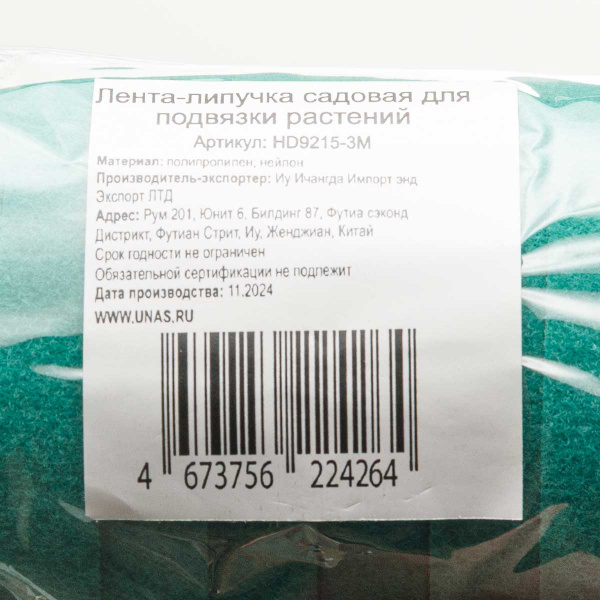 Лента-липучка садовая для
подвязки растений
Артикул: HD9215-3М
Материал: полипропилен, нейлон
Производитель-экспортер: Иу Ичангда Импорт энд
Экспорт ЛТД
Адрес: Рум 201, Юнит 6, Билдинг 87, Футиа сэконд
Дистрикт, Футиан Стрит, Иу, Женджиан, Китай
Срок годности не ограничен
Обязательной сертификации не подлежит
Дата производства: 11.2024
WWW.UNAS.RU
4 673756 224264